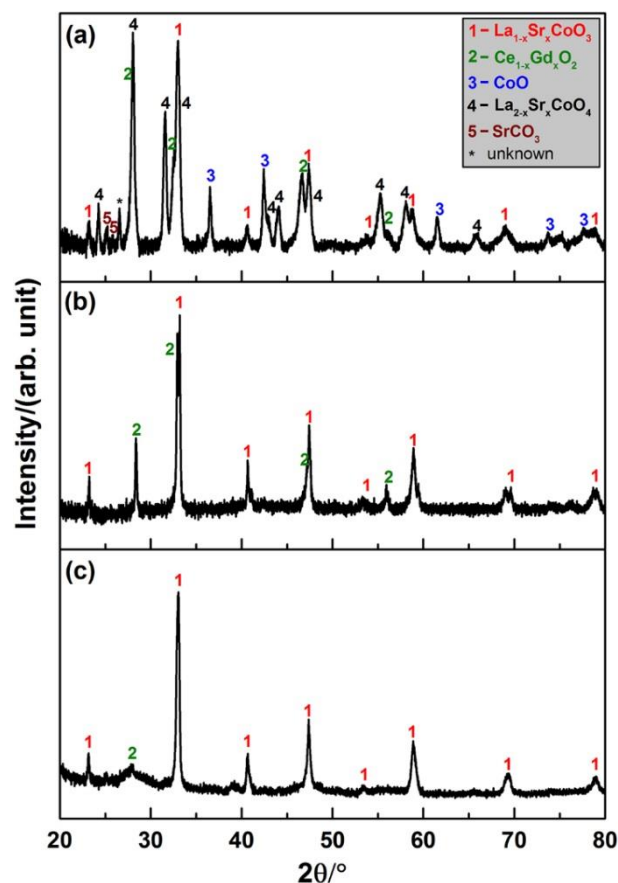 (a)
1 – La₁₋ₓSrₓCoO₃
2 – Ce₁₋ₓGdₓO₂
3 – CoO
4 – La₂₋ₓSrₓCoO₄
5 – SrCO₃
* unknown
1 4 5 5 * 2 4 4 2 1 4 3 1 3 4 4 2 1 4 1 4 2 4 1 3 4 1 3 3 1
(b)
1 2 2 1 1 2 1 1 2 1 1 1
(c)
1 2 1 1 1 1 1 1 1
Intensity/(arb. unit)
20 30 40 50 60 70 80
2θ/°